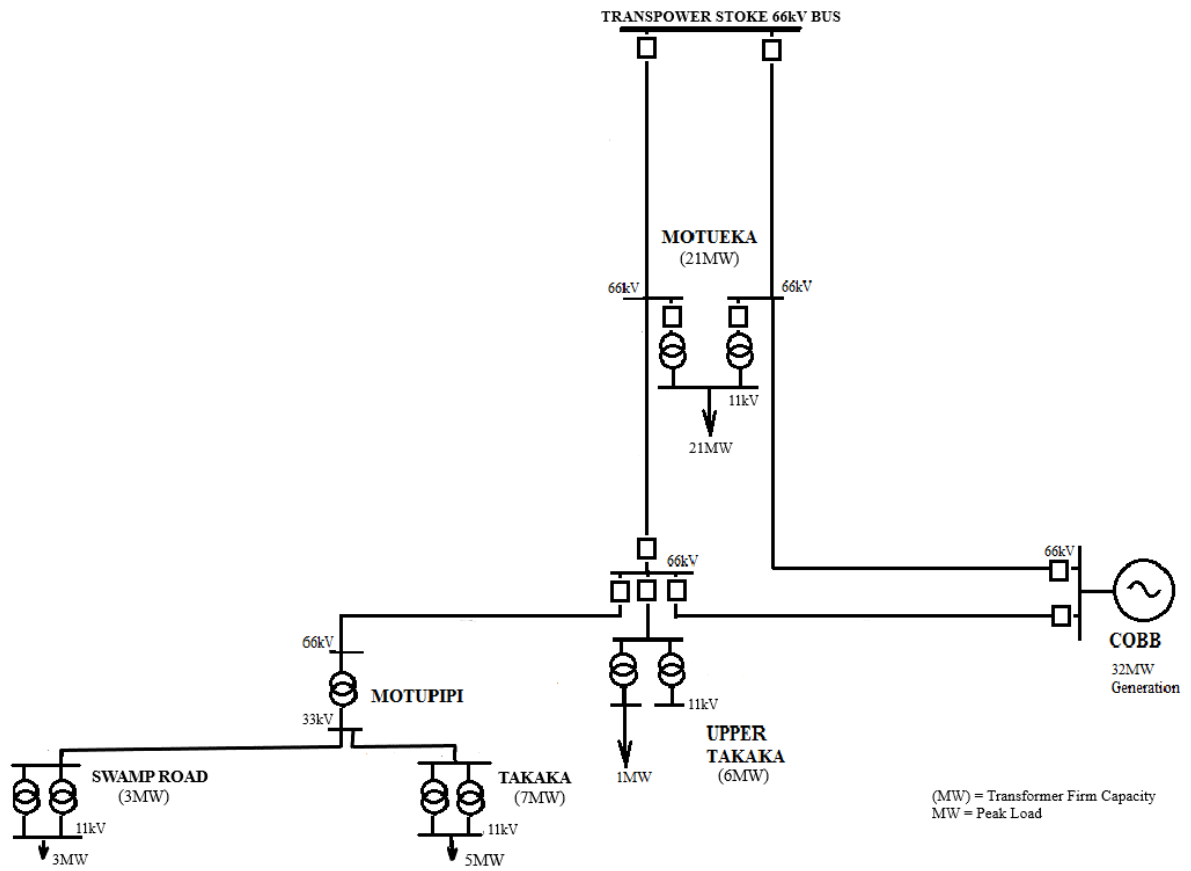 TRANSPOWER STOKE 66kV BUS
MOTUEKA
(21MW)
66kV
66kV
11kV
21MW
66kV
66kV
COBB
32MW
Generation
66kV
MOTUPIPI
33kV
11kV
UPPER
TAKAKA
(6MW)
1MW
SWAMP ROAD
(3MW)
11kV
3MW
TAKAKA
(7MW)
11kV
5MW
(MW) = Transformer Firm Capacity
MW = Peak Load